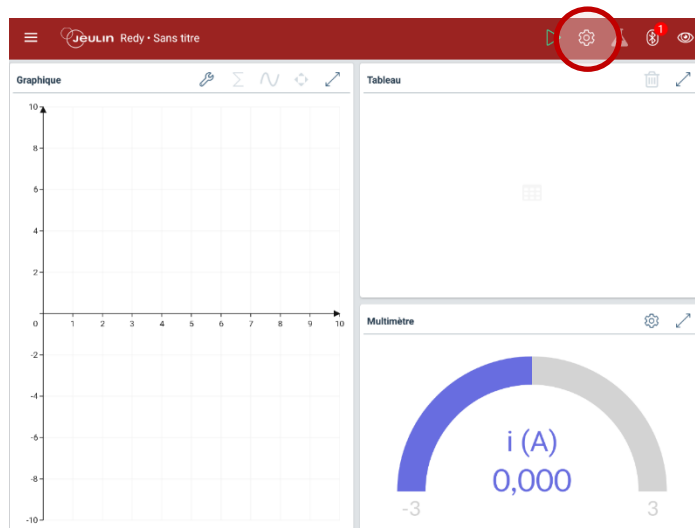 Jeulin Redy • Sans titre
1
Graphique
Tableau
10
8
6
4
2
0 1 2 3 4 5 6 7 8 9 10
-2
-4
-6
-8
-10
Multimètre
i (A)
0,000
-3 3